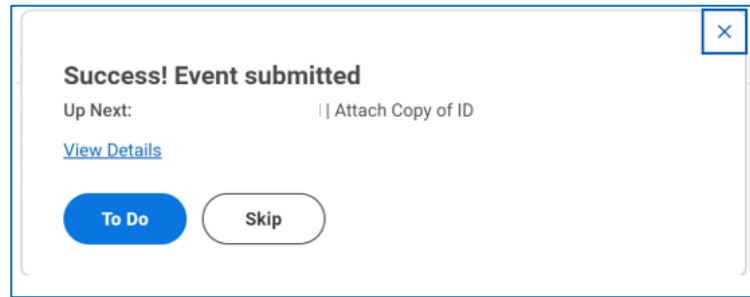 Success! Event submitted
Up Next: | | Attach Copy of ID
View Details
To Do Skip